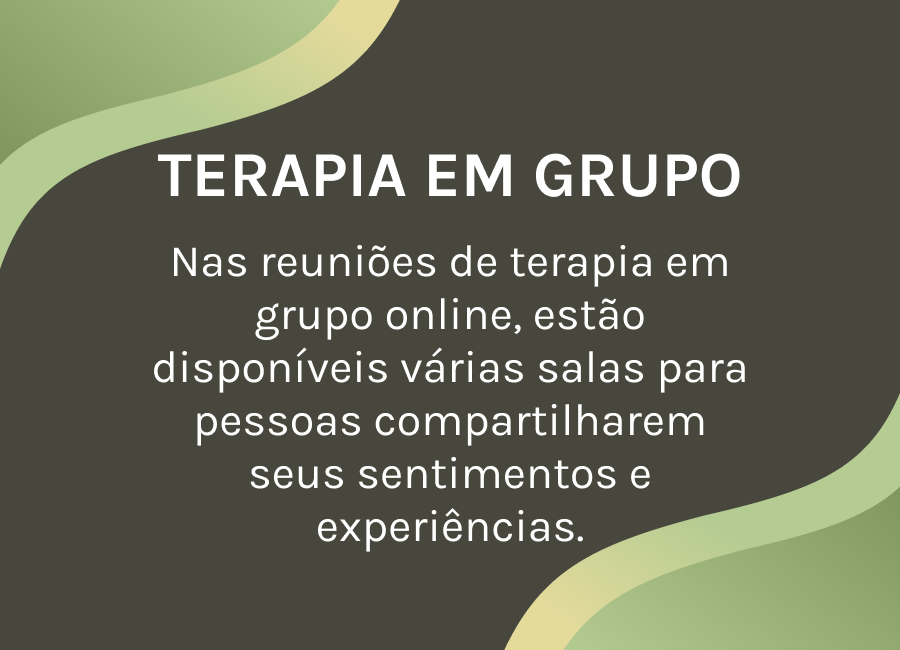 TERAPIA EM GRUPO
Nas reuniões de terapia em
grupo online, estão
disponíveis várias salas para
pessoas compartilharem
seus sentimentos e
experiências.